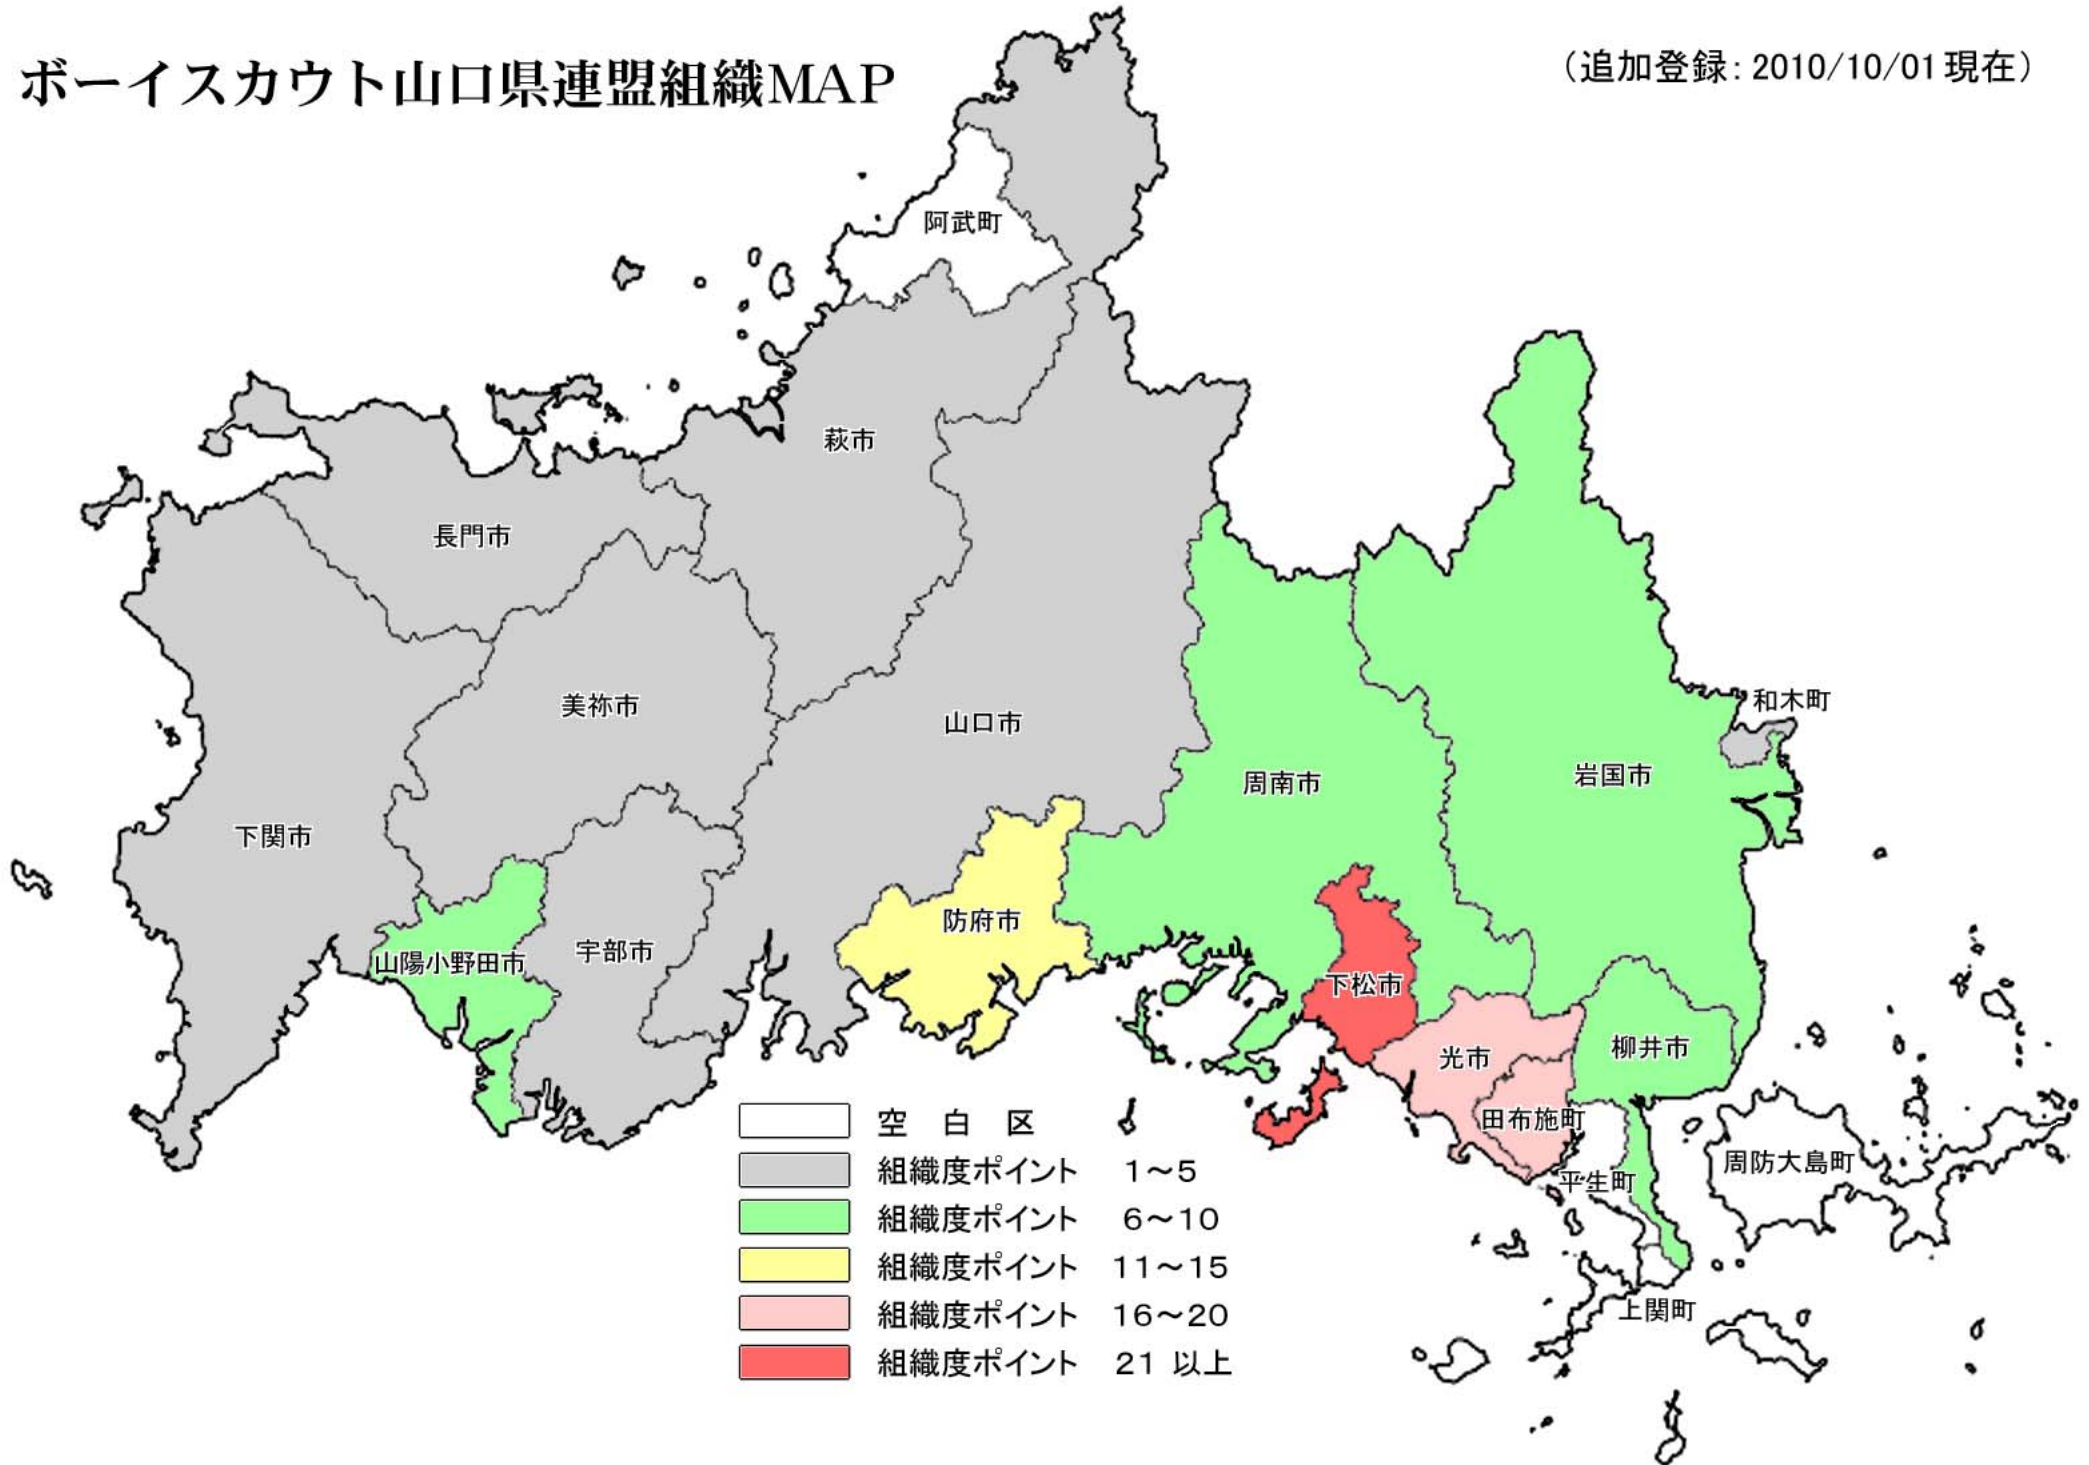 ボーイスカウト山口県連盟組織MAP
（追加登録：2010/10/01現在）
阿武町
萩市
長門市
美祢市
山口市
和木町
岩国市
周南市
下関市
防府市
宇部市
山陽小野田市
下松市
光市
柳井市
田布施町
周防大島町
平生町
上関町
空　白　区
組織度ポイント　1～5
組織度ポイント　6～10
組織度ポイント　11～15
組織度ポイント　16～20
組織度ポイント　21 以上